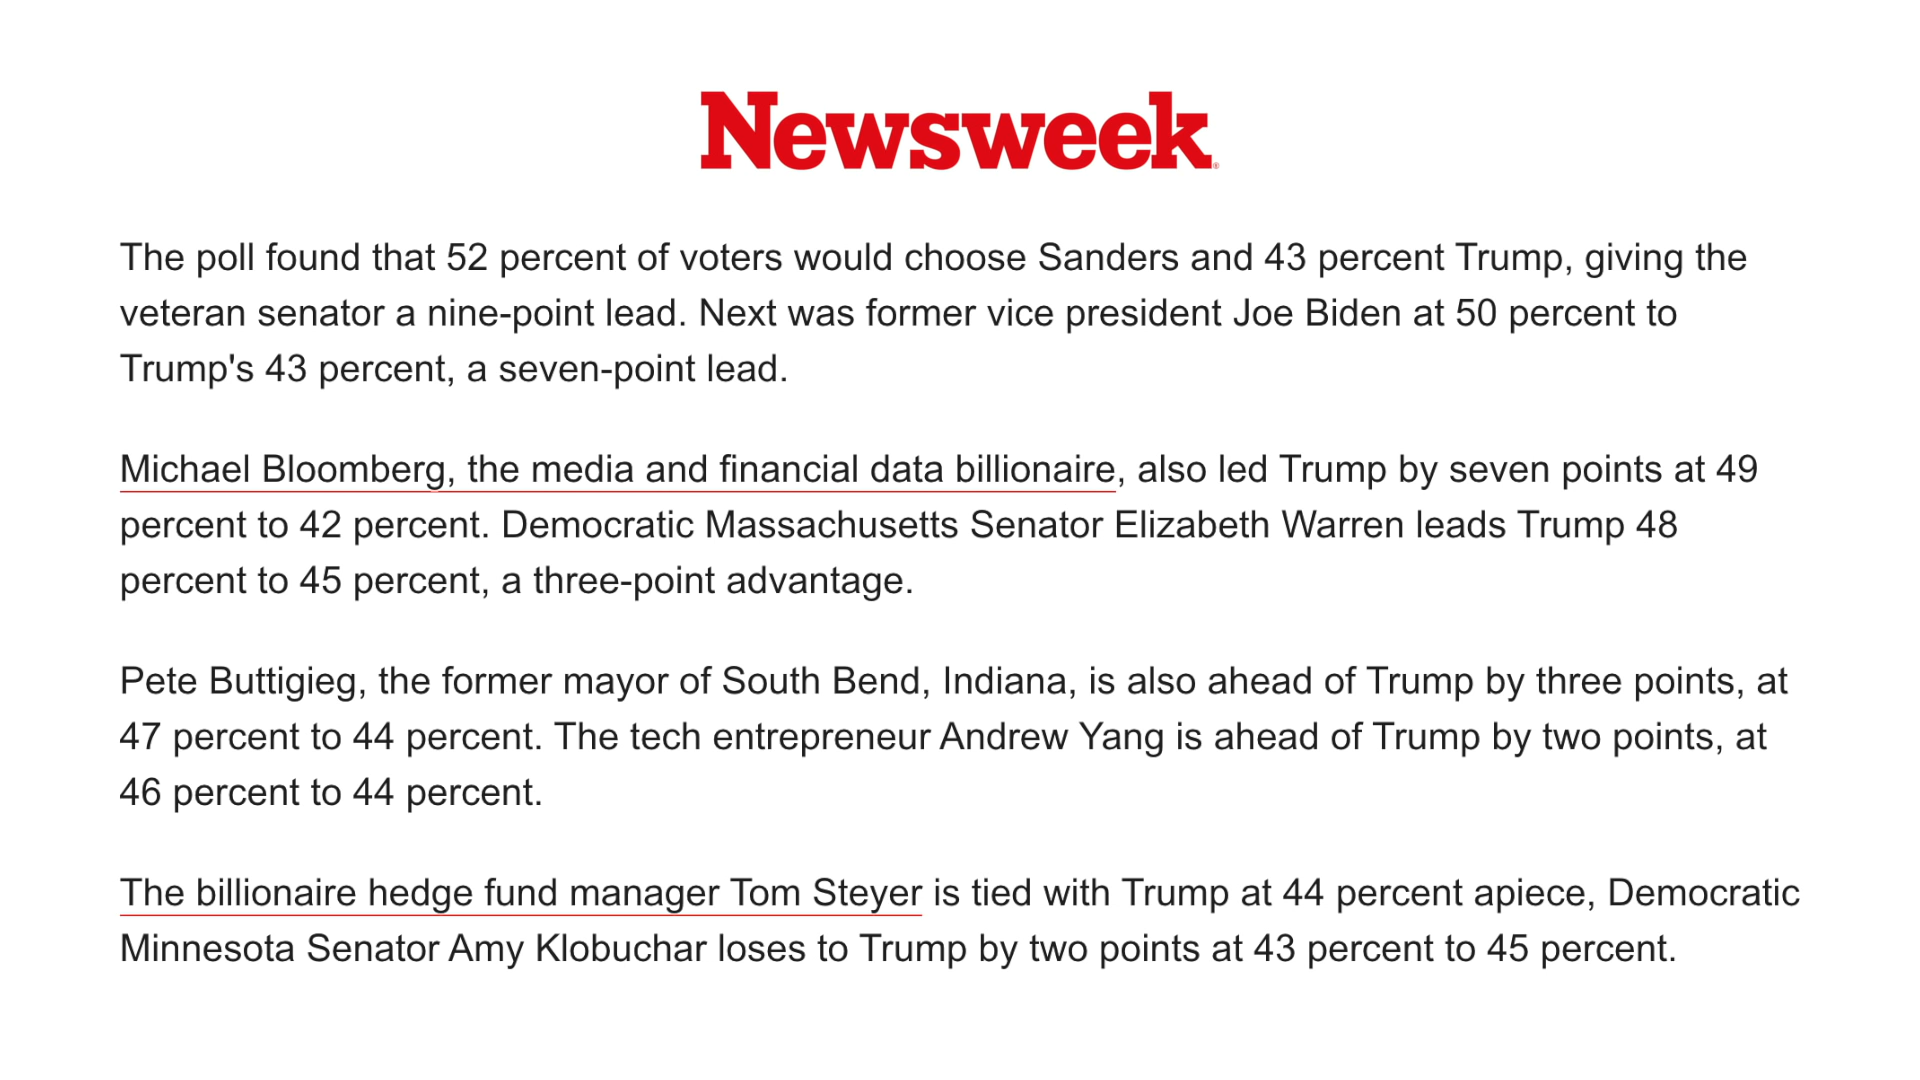 Newsweek
The poll found that 52 percent of voters would choose Sanders and 43 percent Trump, giving the
veteran senator a nine-point lead. Next was former vice president Joe Biden at 50 percent to
Trump's 43 percent, a seven-point lead.
Michael Bloomberg, the media and financial data billionaire, also led Trump by seven points at 49
percent to 42 percent. Democratic Massachusetts Senator Elizabeth Warren leads Trump 48
percent to 45 percent, a three-point advantage.
Pete Buttigieg, the former mayor of South Bend, Indiana, is also ahead of Trump by three points, at
47 percent to 44 percent. The tech entrepreneur Andrew Yang is ahead of Trump by two points, at
46 percent to 44 percent.
The billionaire hedge fund manager Tom Steyer is tied with Trump at 44 percent apiece, Democratic
Minnesota Senator Amy Klobuchar loses to Trump by two points at 43 percent to 45 percent.